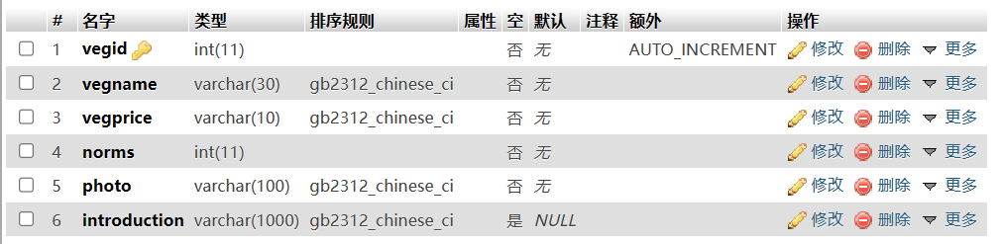 # 名字 类型 排序规则 属性 空 默认 注释 额外 操作
1 vegid int(11) 否 无 AUTO_INCREMENT 修改 删除 更多
2 vegname varchar(30) gb2312_chinese_ci 否 无 修改 删除 更多
3 vegprice varchar(10) gb2312_chinese_ci 否 无 修改 删除 更多
4 norms int(11) 否 无 修改 删除 更多
5 photo varchar(100) gb2312_chinese_ci 否 无 修改 删除 更多
6 introduction varchar(1000) gb2312_chinese_ci 是 NULL 修改 删除 更多